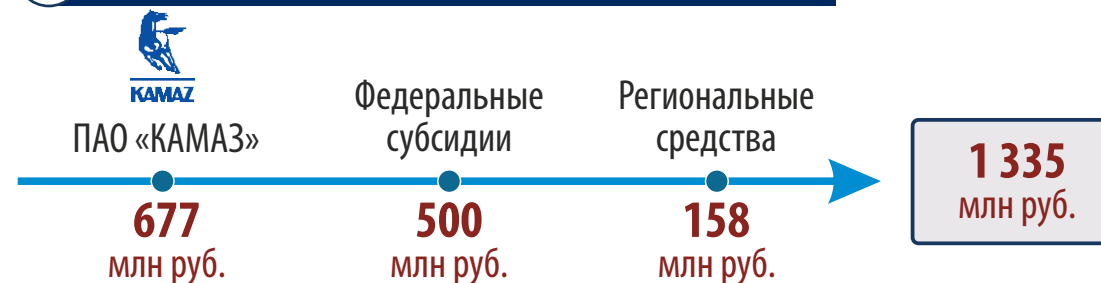 KAMAZ
ПАО «КАМАЗ»
677
млн руб.
Федеральные
субсидии
500
млн руб.
Региональные
средства
158
млн руб.
1 335
млн руб.